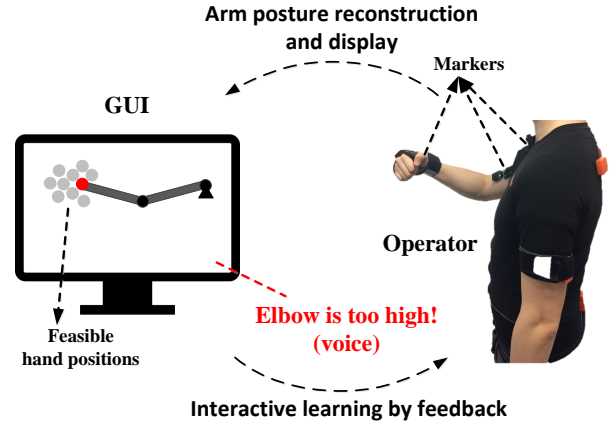 Arm posture reconstruction
and display
Markers
GUI
Operator
Elbow is too high!
(voice)
Feasible
hand positions
Interactive learning by feedback